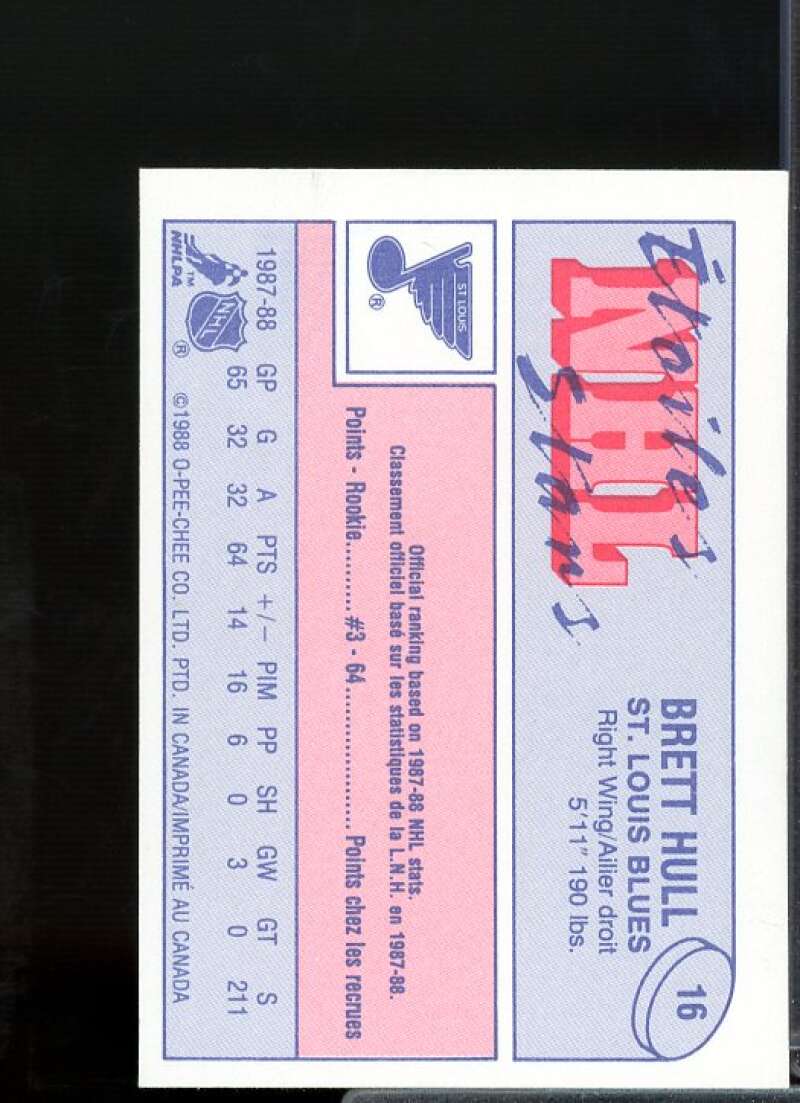 Étoiles
NHL
Stars
BRETT HULL
ST. LOUIS BLUES
Right Wing/Ailier droit
5'11" 190 lbs.
16
ST LOUIS
®
Official ranking based on 1987-88 NHL stats.
Classement officiel basé sur les statistiques de la L.N.H. en 1987-88.
Points - Rookie..........#3 - 64.................... Points chez les recrues
1987-88 GP G A PTS +/- PIM PP SH GW GT S
65 32 32 64 14 16 6 0 3 0 211
NHLPA ™ NHL ® ©1988 O-PEE-CHEE CO. LTD. PTD. IN CANADA/IMPRIMÉ AU CANADA